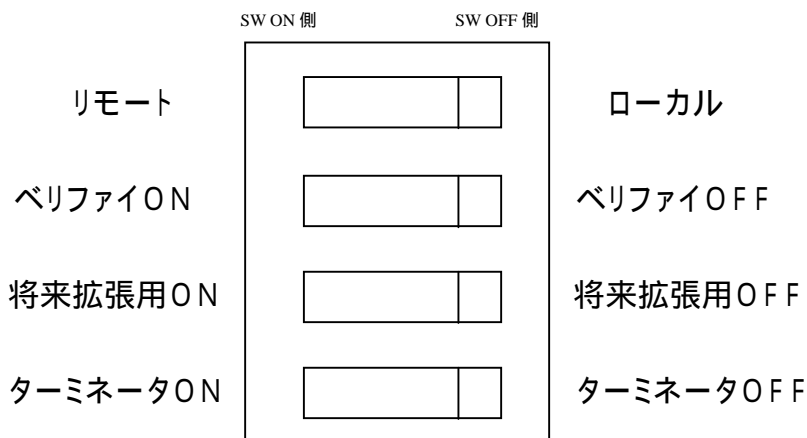 SW ON 側 SW OFF 側
リモート ローカル
ベリファイON ベリファイOFF
将来拡張用ON 将来拡張用OFF
ターミネータON ターミネータOFF